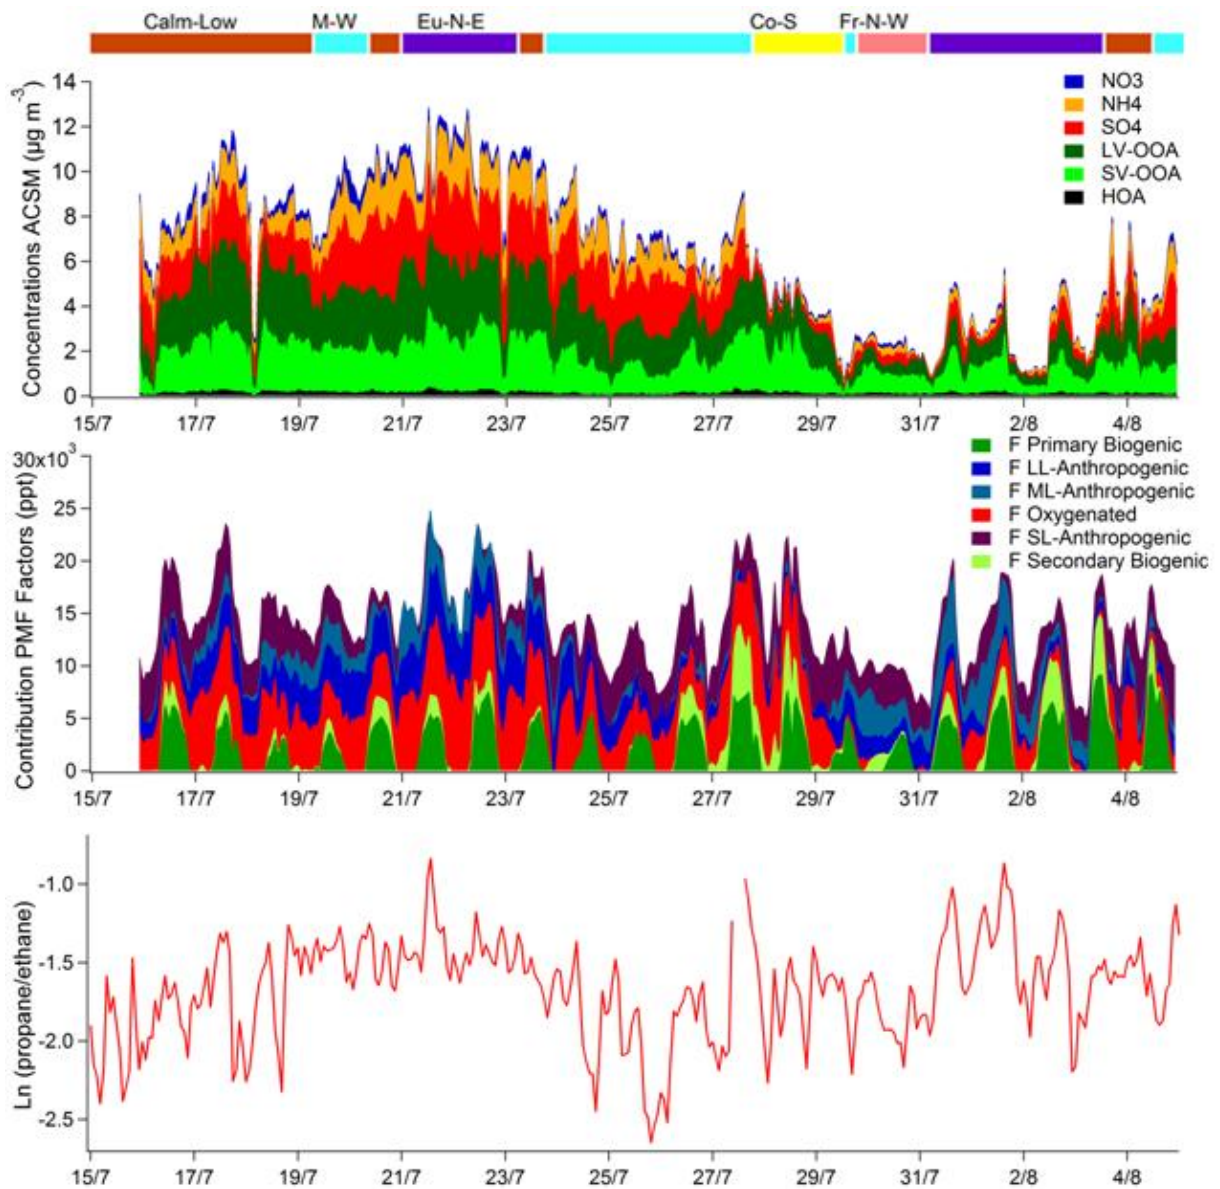 Calm-Low M-W Eu-N-E Co-S Fr-N-W
Concentrations ACSM (µg m⁻³)
14
12
10
8
6
4
2
0
NO3
NH4
SO4
LV-OOA
SV-OOA
HOA
15/7 17/7 19/7 21/7 23/7 25/7 27/7 29/7 31/7 2/8 4/8
Contribution PMF Factors (ppt)
30x10³
25
20
15
10
5
0
F Primary Biogenic
F LL-Anthropogenic
F ML-Anthropogenic
F Oxygenated
F SL-Anthropogenic
F Secondary Biogenic
15/7 17/7 19/7 21/7 23/7 25/7 27/7 29/7 31/7 2/8 4/8
Ln (propane/ethane)
-1.0
-1.5
-2.0
-2.5
15/7 17/7 19/7 21/7 23/7 25/7 27/7 29/7 31/7 2/8 4/8